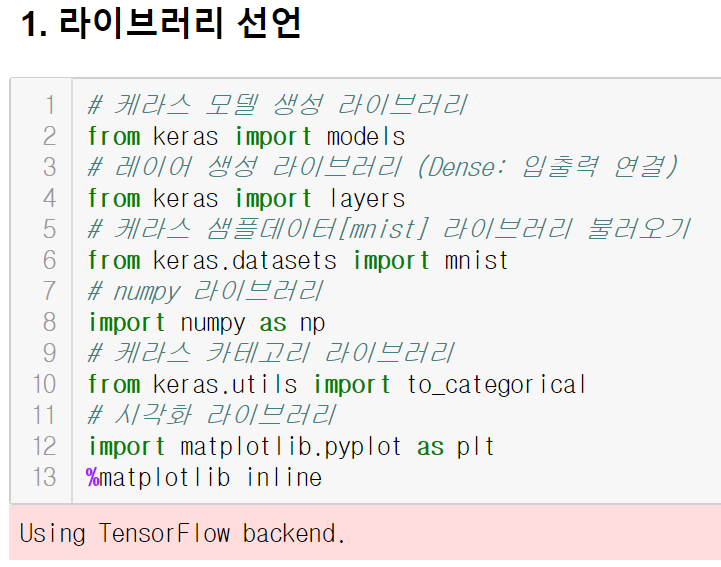 1. 라이브러리 선언
1 # 케라스 모델 생성 라이브러리
2 from keras import models
3 # 레이어 생성 라이브러리 (Dense: 입출력 연결)
4 from keras import layers
5 # 케라스 샘플데이터[mnist] 라이브러리 불러오기
6 from keras.datasets import mnist
7 # numpy 라이브러리
8 import numpy as np
9 # 케라스 카테고리 라이브러리
10 from keras.utils import to_categorical
11 # 시각화 라이브러리
12 import matplotlib.pyplot as plt
13 %matplotlib inline
Using TensorFlow backend.